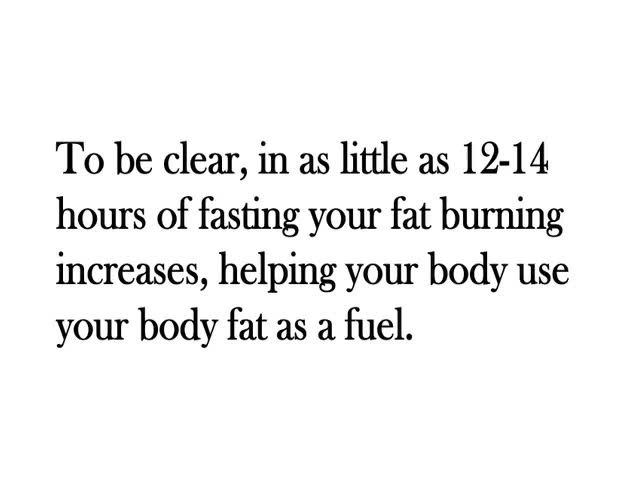 To be clear, in as little as 12-14
hours of fasting your fat burning
increases, helping your body use
your body fat as a fuel.